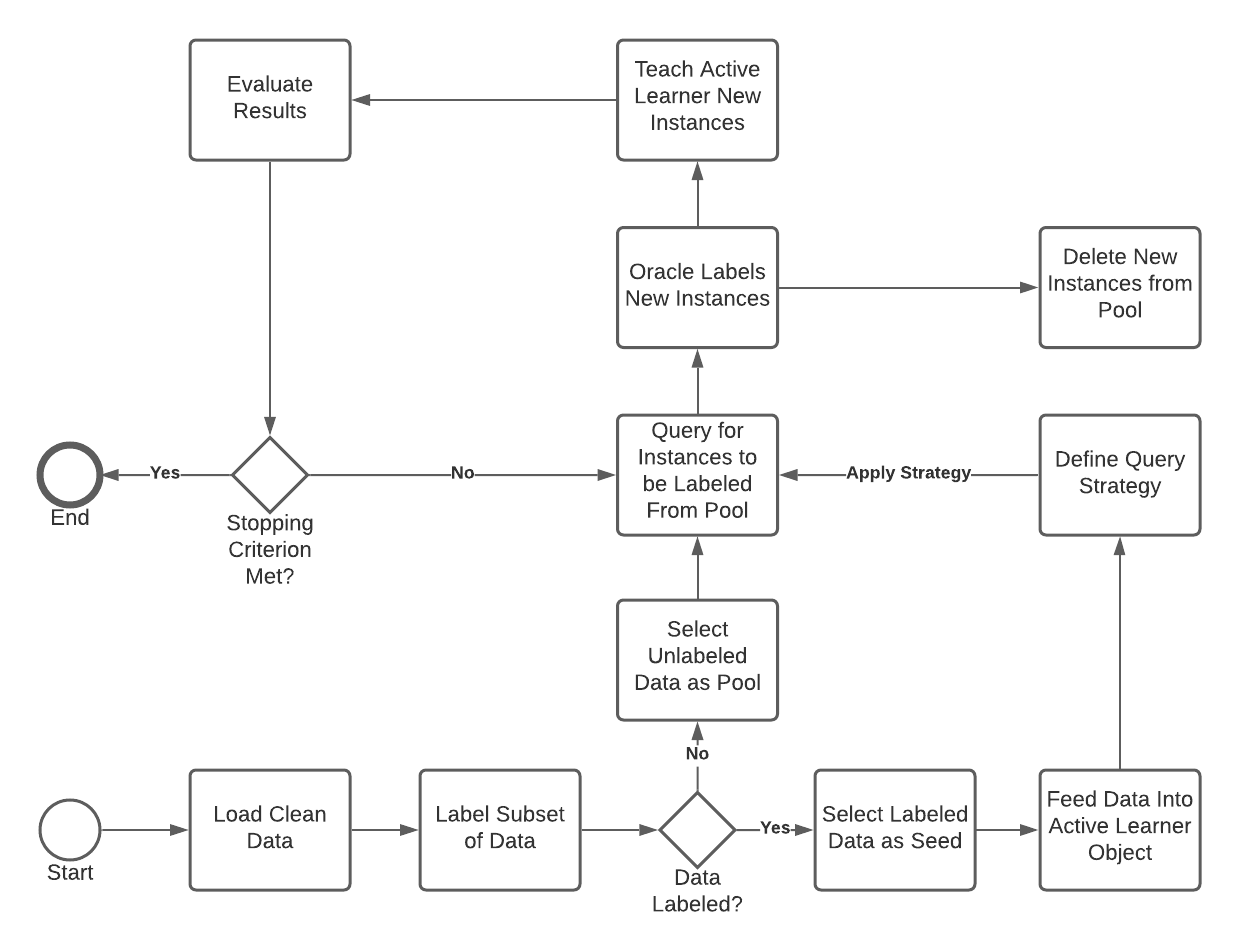 Evaluate
Results
Teach Active
Learner New
Instances
Oracle Labels
New Instances
Delete New
Instances from
Pool
Yes
End
Stopping
Criterion
Met?
No
Query for
Instances to
be Labeled
From Pool
Apply Strategy
Define Query
Strategy
Select
Unlabeled
Data as Pool
No
Start
Load Clean
Data
Label Subset
of Data
Data
Labeled?
Yes
Select Labeled
Data as Seed
Feed Data Into
Active Learner
Object